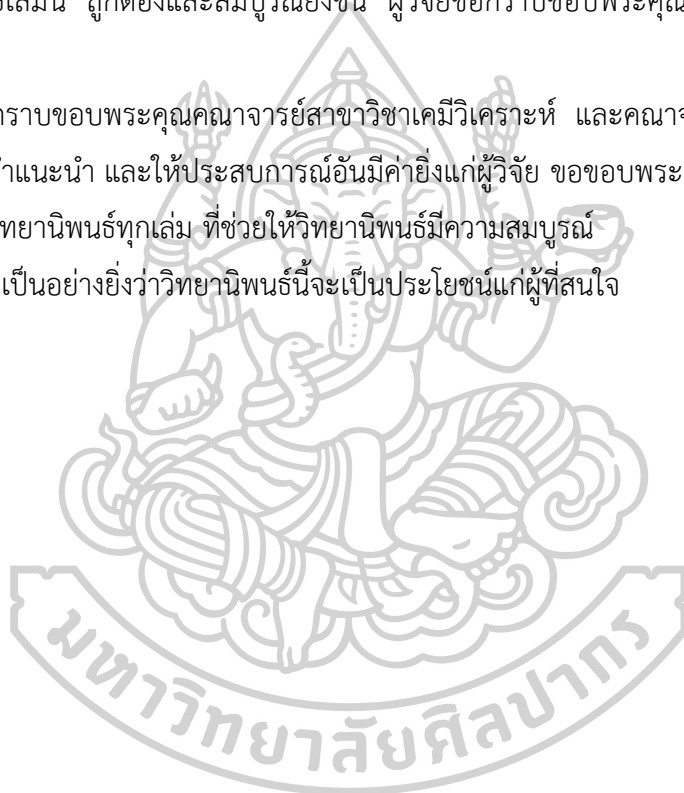 ถูกต้องและสมบูรณ์ยิ่งขึ้น ผู้วิจัยขอกราบขอบพระคุณ
ราบขอบพระคุณคณาจารย์สาขาวิชาเคมีวิเคราะห์ และคณาจ
ำแนะนำ และให้ประสบการณ์อันมีค่ายิ่งแก่ผู้วิจัย ขอขอบพระ
ทยานิพนธ์ทุกเล่ม ที่ช่วยให้วิทยานิพนธ์มีความสมบูรณ์
เป็นอย่างยิ่งว่าวิทยานิพนธ์นี้จะเป็นประโยชน์แก่ผู้ที่สนใจ
มหาวิทยาลัยศิลปากร